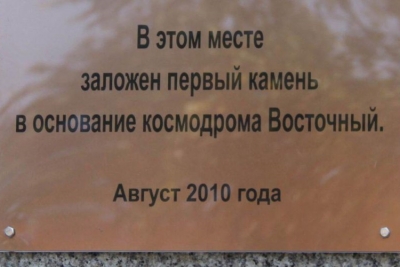 В этом месте
заложен первый камень
в основание космодрома Восточный.
Август 2010 года